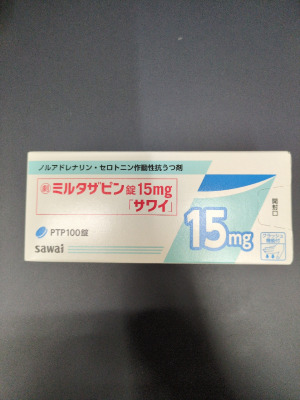 ノルアドレナリン・セロトニン作動性抗うつ剤
劇 ミルタザピン錠15mg
「サワイ」
PTP100錠
sawai
15mg
開封口